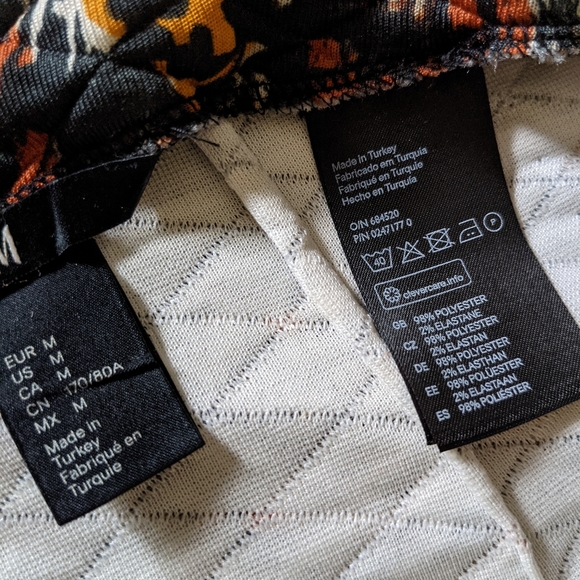 M
EUR M
US M
CA M
CN 170/80A
MX M
Made in
Turkey
Fabriqué en
Turquie
Made in Turkey
Fabricado em Turquia
Fabriqué en Turquie
Hecho en Turquía
O/N 684520
P/N 0247177 0
40
P
clevercare.info
GB 98% POLYESTER
2% ELASTANE
CZ 98% POLYESTER
2% ELASTAN
DE 98% POLYESTER
2% ELASTHAN
EE 98% POLÜESTER
2% ELASTAAN
ES 98% POLIÉSTER